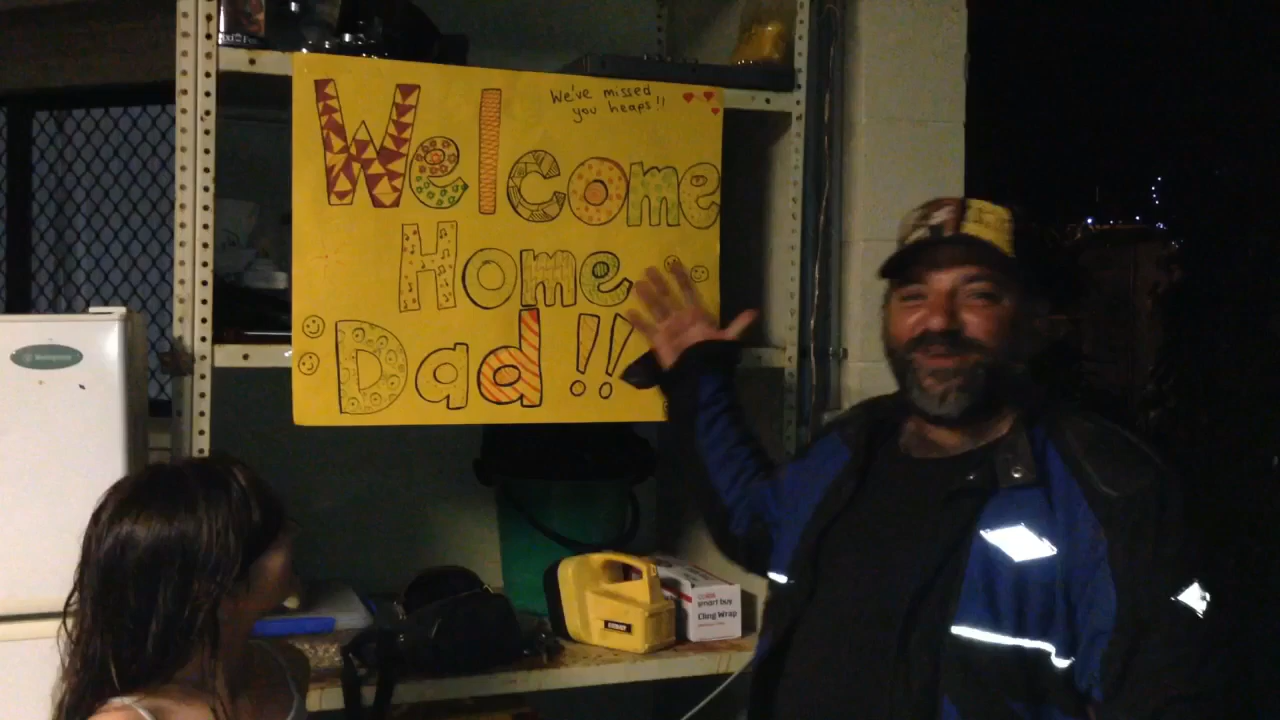 We've missed
you heaps!!
Welcome
Home
Dad!!
smart buy
Cling Wrap